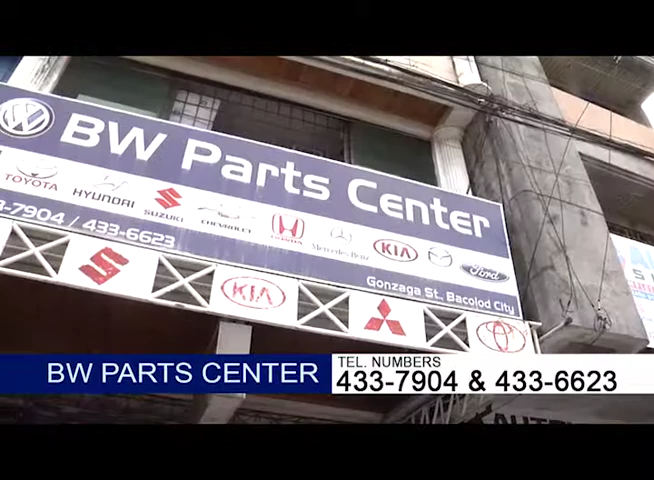 BW Parts Center
TOYOTA HYUNDAI SUZUKI CHEVROLET HONDA Mercedes-Benz KIA Ford
433-7904 / 433-6623
Gonzaga St., Bacolod City
KIA
BW PARTS CENTER
TEL. NUMBERS
433-7904 & 433-6623